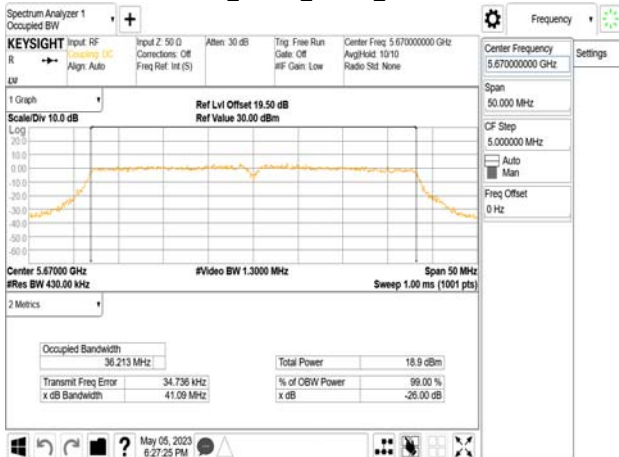 Spectrum Analyzer 1
Occupied BW
+
Frequency
KEYSIGHT
R
Input: RF
Coupling: DC
Align: Auto
Input Z: 50 Ω
Corrections: Off
Freq Ref: Int (S)
Atten: 30 dB
Trig: Free Run
Gate: Off
#IF Gain: Low
Center Freq: 5.670000000 GHz
Avg|Hold: 10/10
Radio Std: None
Center Frequency
5.670000000 GHz
Settings
Span
50.000 MHz
CF Step
5.000000 MHz
Auto
Man
Freq Offset
0 Hz
1 Graph
Scale/Div 10.0 dB
Ref Lvl Offset 19.50 dB
Ref Value 30.00 dBm
Log
20.0
10.0
0.00
-10.0
-20.0
-30.0
-40.0
-50.0
-60.0
Center 5.67000 GHz
#Res BW 430.00 kHz
#Video BW 1.3000 MHz
Span 50 MHz
Sweep 1.00 ms (1001 pts)
2 Metrics
Occupied Bandwidth
36.213 MHz
Total Power 18.9 dBm
Transmit Freq Error 34.736 kHz
% of OBW Power 99.00 %
x dB Bandwidth 41.09 MHz
x dB -26.00 dB
?
May 05, 2023
6:27:25 PM